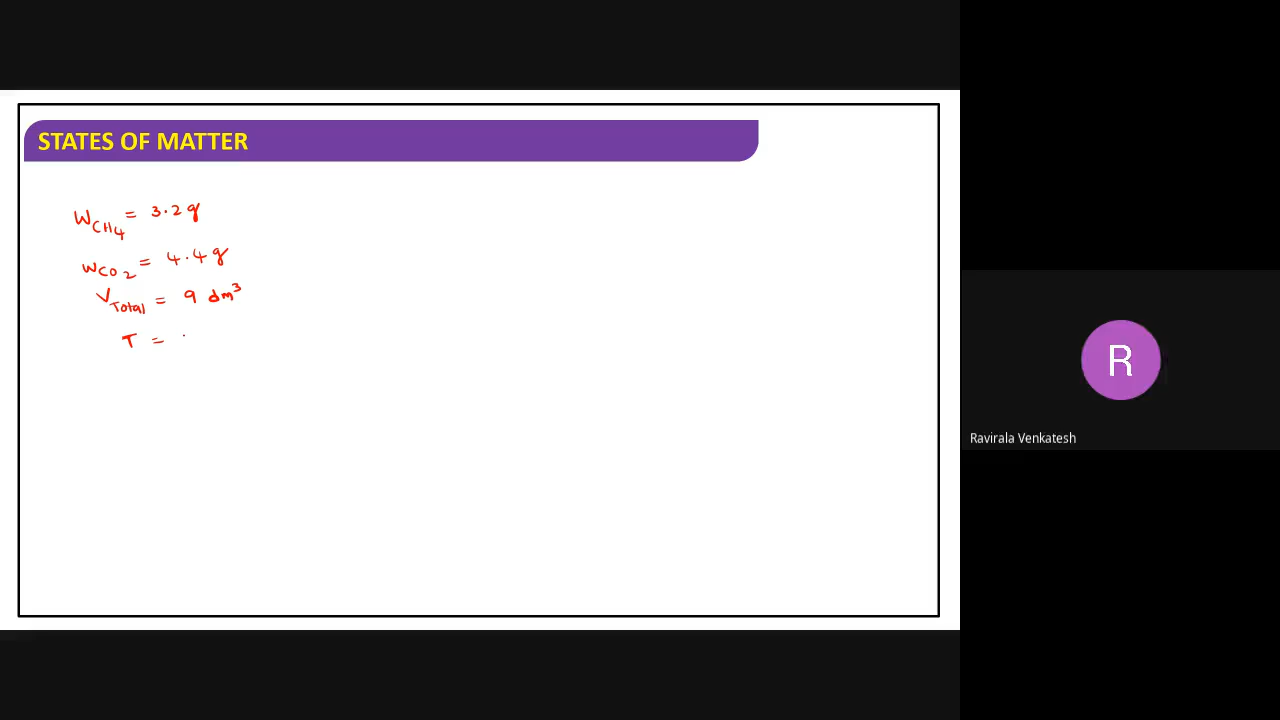 STATES OF MATTER
W_CH4 = 3.2 g
W_CO2 = 4.4 g
V_Total = 9 dm³
T =
R
Ravirala Venkatesh